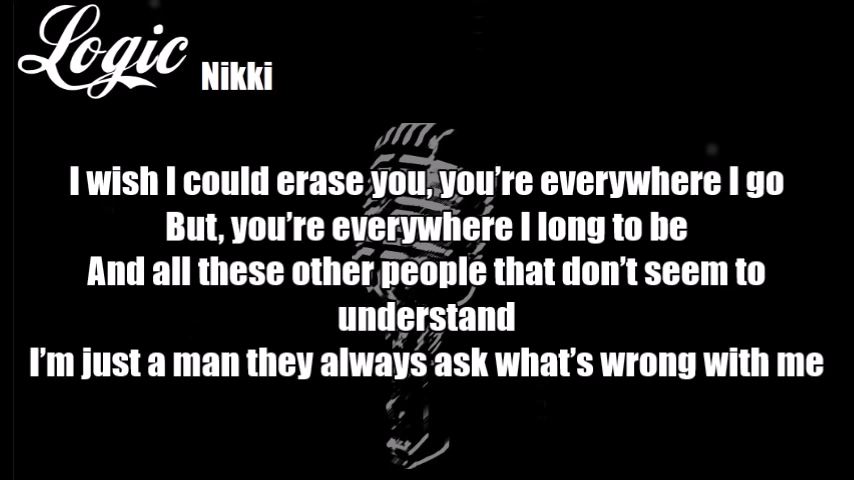 Logic
Nikki
I wish I could erase you, you're everywhere I go
But, you're everywhere I long to be
And all these other people that don't seem to
understand
I'm just a man they always ask what's wrong with me